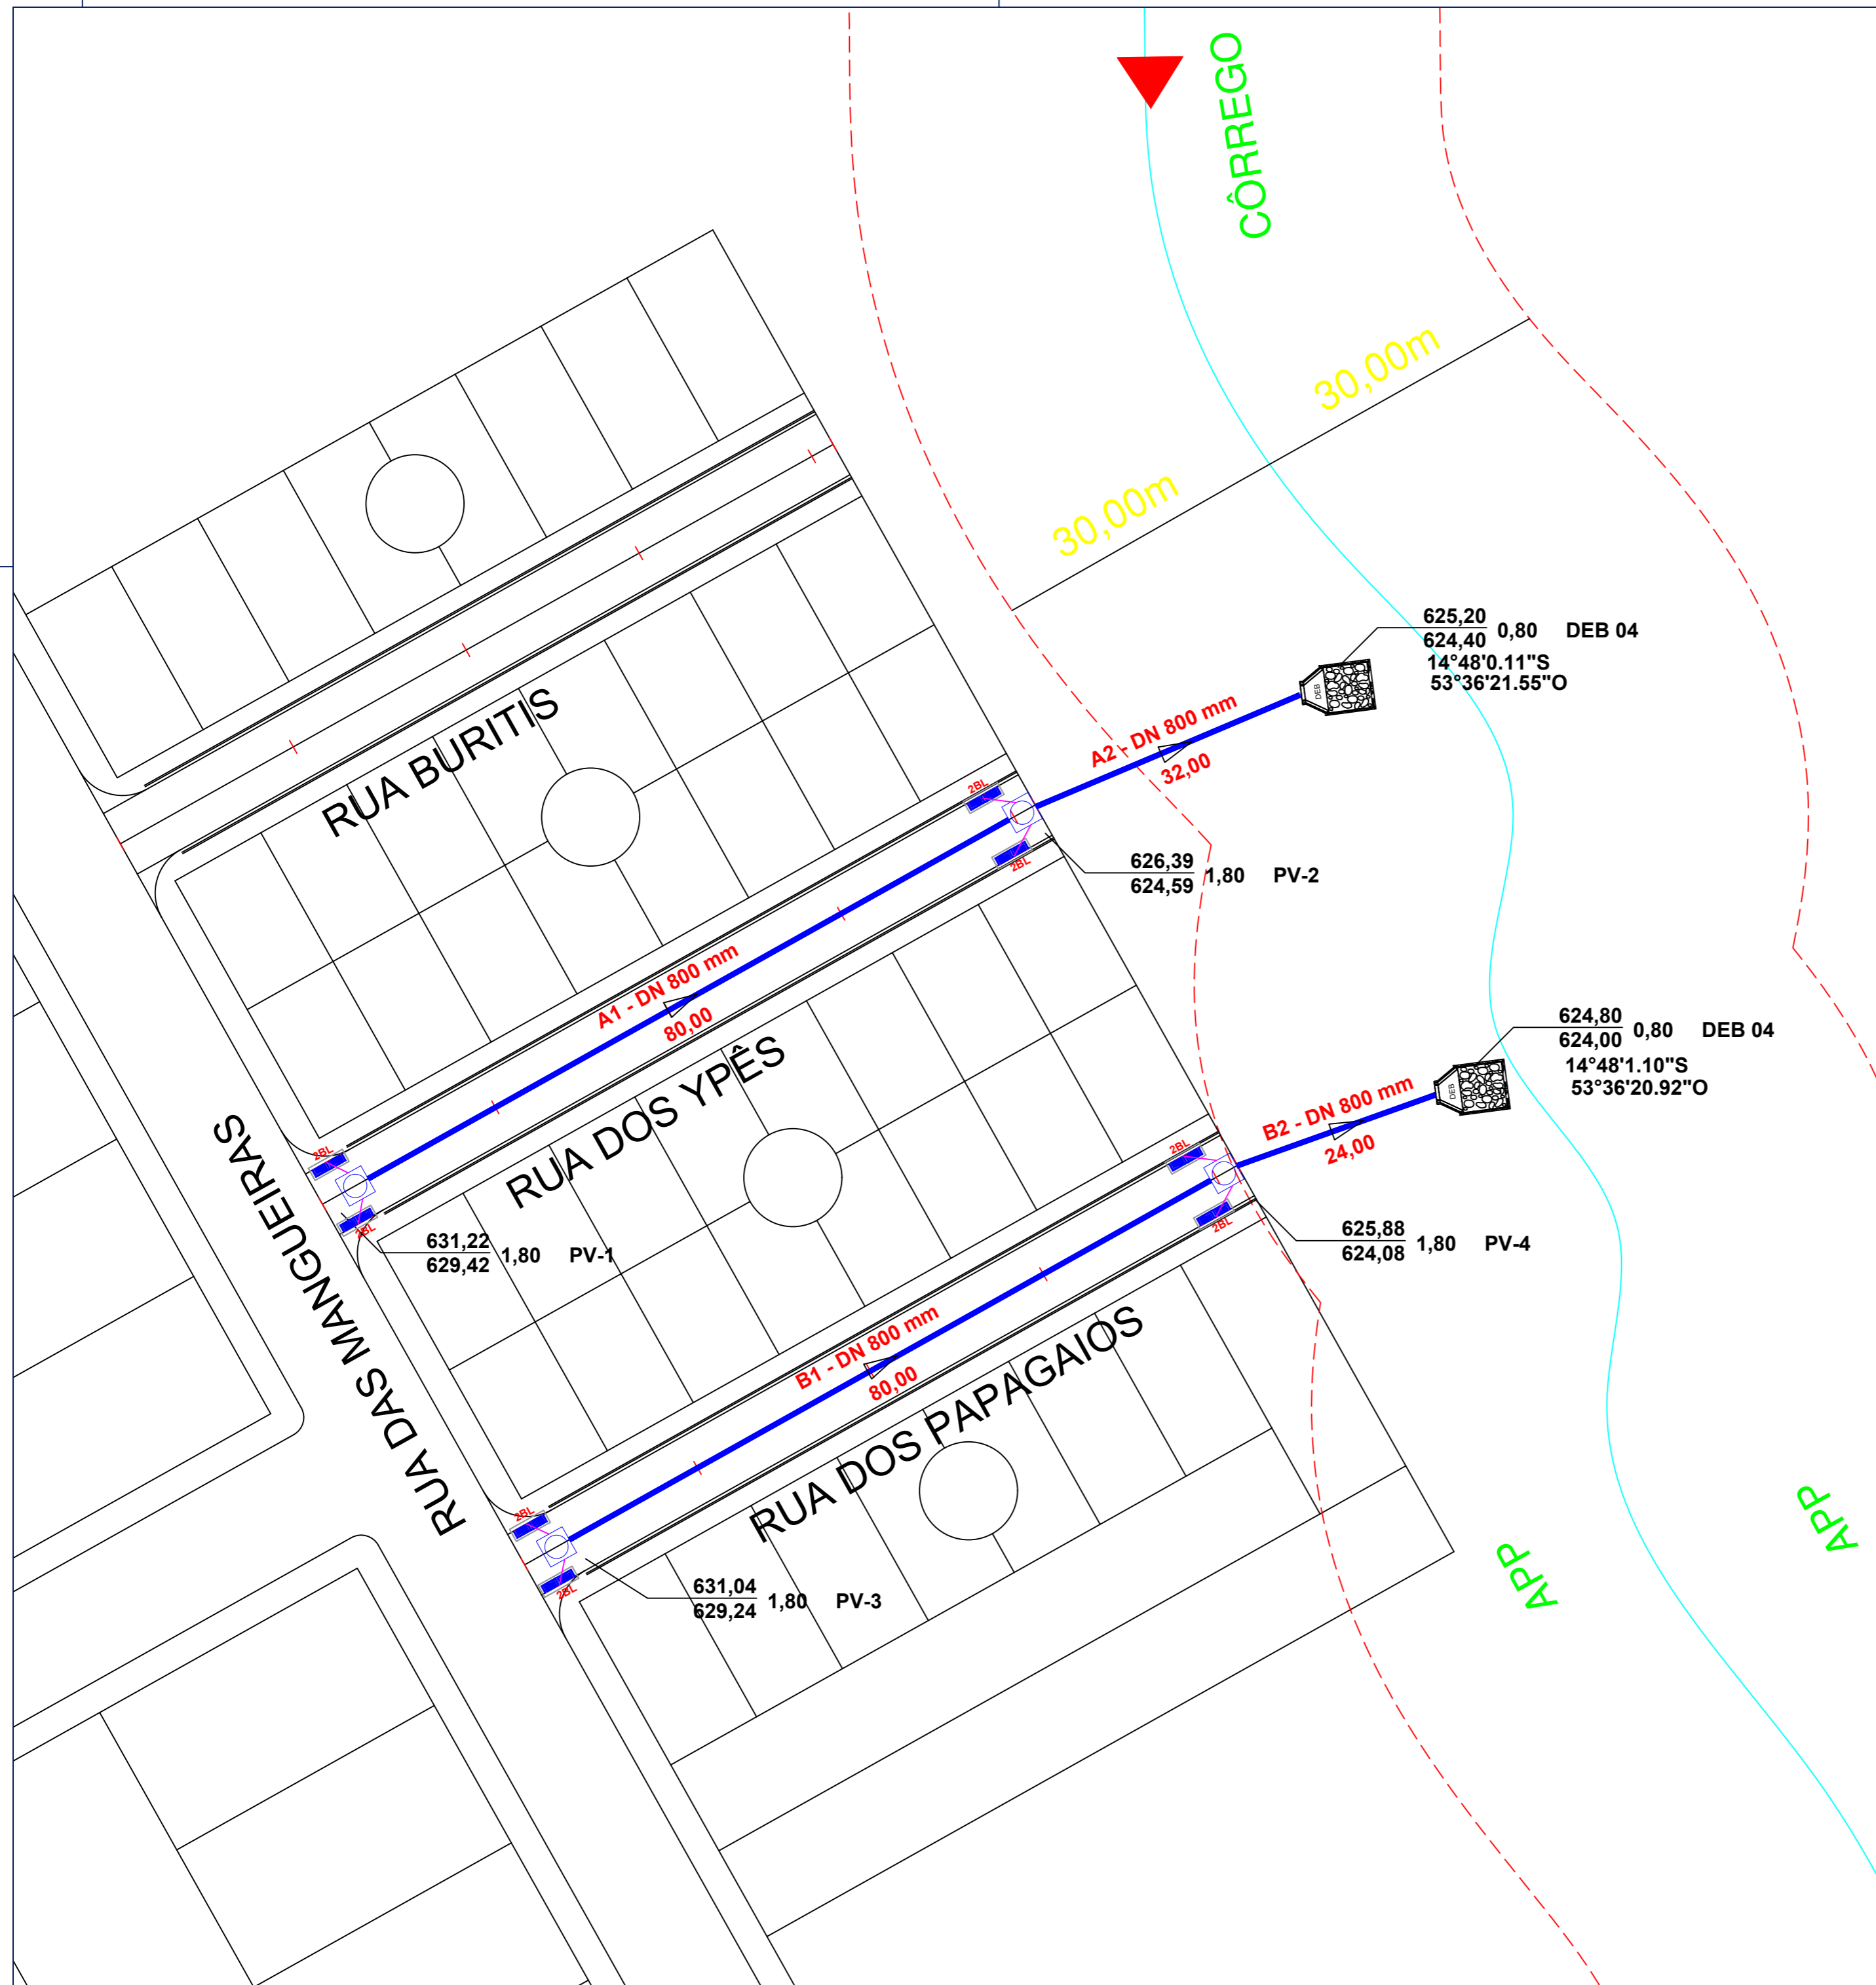 CÔRREGO
30,00m
30,00m
625,20
624,40
0,80
DEB 04
14°48'0.11"S
53°36'21.55"O
DEB
A2 - DN 800 mm
32,00
RUA BURITIS
2BL
2BL
626,39
624,59
1,80
PV-2
A1 - DN 800 mm
80,00
624,80
624,00
0,80
DEB 04
14°48'1.10"S
53°36'20.92"O
DEB
B2 - DN 800 mm
24,00
RUA DOS YPÊS
2BL
2BL
2BL
2BL
631,22
629,42
1,80
PV-1
625,88
624,08
1,80
PV-4
RUA DAS MANGUEIRAS
B1 - DN 800 mm
80,00
RUA DOS PAPAGAIOS
2BL
2BL
631,04
629,24
1,80
PV-3
APP
APP